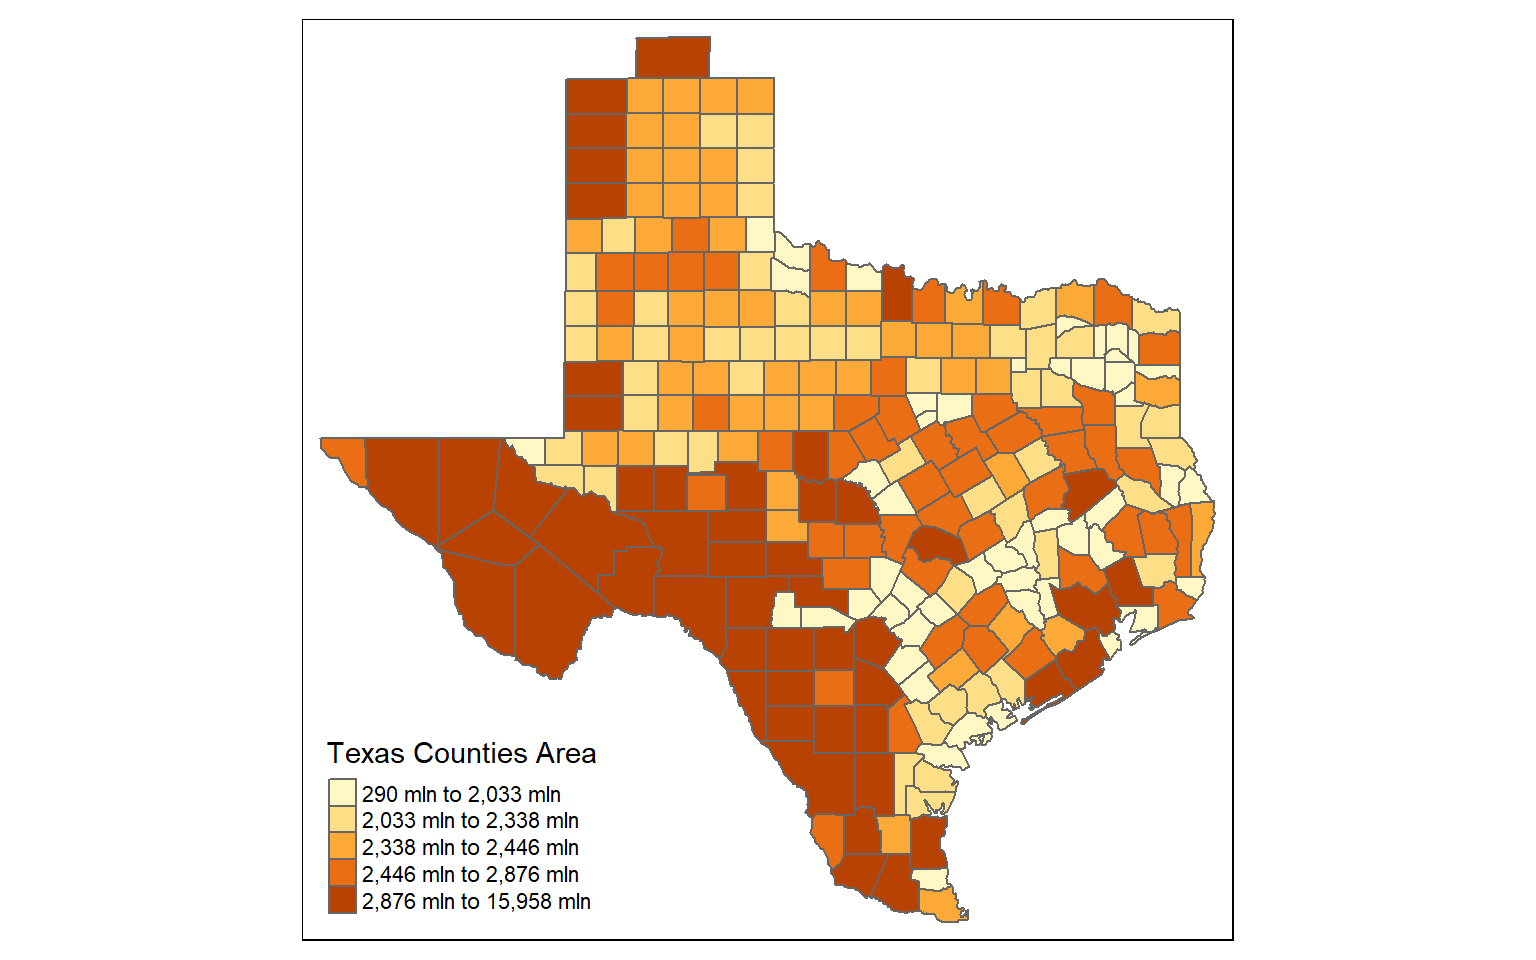 Texas Counties Area
290 mln to 2,033 mln
2,033 mln to 2,338 mln
2,338 mln to 2,446 mln
2,446 mln to 2,876 mln
2,876 mln to 15,958 mln